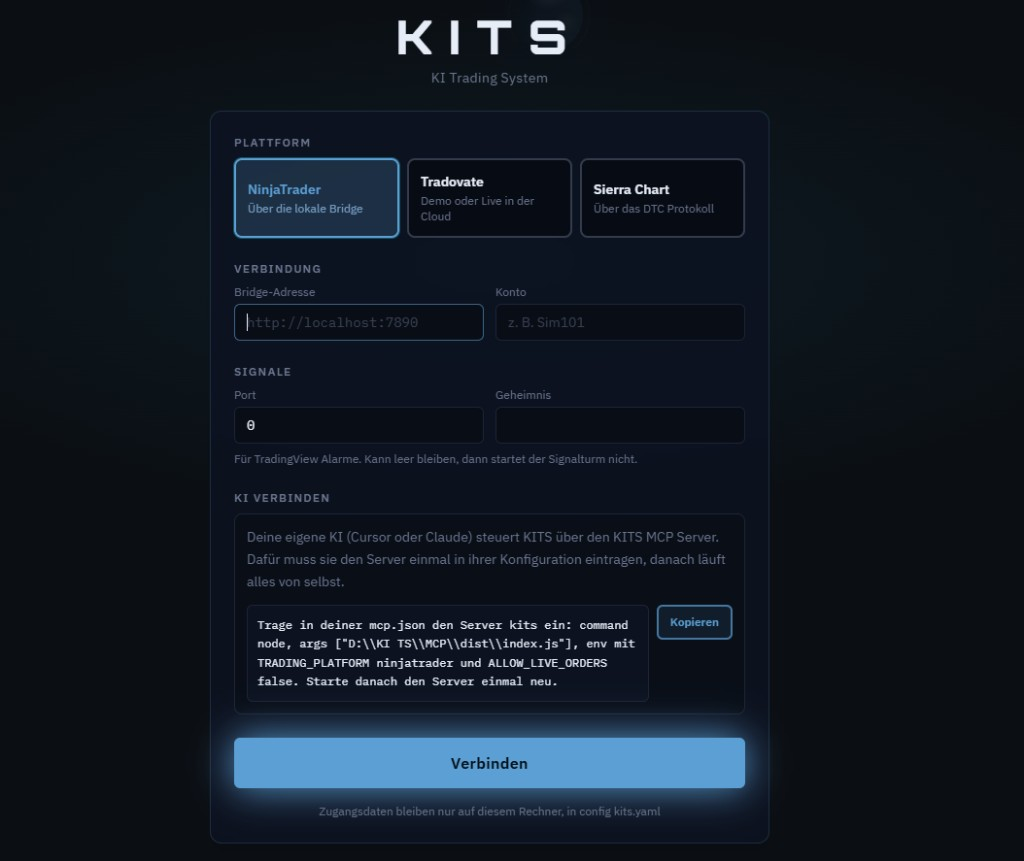 KITS
KI Trading System
PLATTFORM
NinjaTrader
Über die lokale Bridge
Tradovate
Demo oder Live in der
Cloud
Sierra Chart
Über das DTC Protokoll
VERBINDUNG
Bridge-Adresse
Konto
http://localhost:7890
z. B. Sim101
SIGNALE
Port
Geheimnis
0
Für TradingView Alarme. Kann leer bleiben, dann startet der Signalturm nicht.
KI VERBINDEN
Deine eigene KI (Cursor oder Claude) steuert KITS über den KITS MCP Server.
Dafür muss sie den Server einmal in ihrer Konfiguration eintragen, danach läuft
alles von selbst.
Trage in deiner mcp.json den Server kits ein: command
node, args ["D:\\KI TS\\MCP\\dist\\index.js"], env mit
TRADING_PLATFORM ninjatrader und ALLOW_LIVE_ORDERS
false. Starte danach den Server einmal neu.
Kopieren
Verbinden
Zugangsdaten bleiben nur auf diesem Rechner, in config kits.yaml